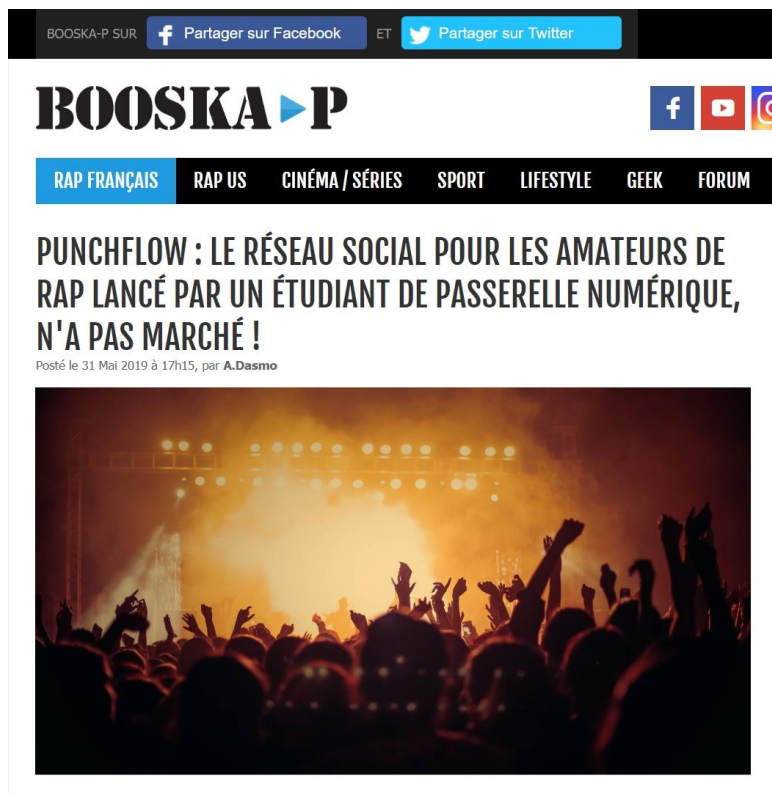 BOOSKA-P SUR Partager sur Facebook ET Partager sur Twitter
BOOSKA P
RAP FRANÇAIS RAP US CINÉMA / SÉRIES SPORT LIFESTYLE GEEK FORUM
PUNCHFLOW : LE RÉSEAU SOCIAL POUR LES AMATEURS DE
RAP LANCÉ PAR UN ÉTUDIANT DE PASSERELLE NUMÉRIQUE,
N'A PAS MARCHÉ !
Posté le 31 Mai 2019 à 17h15, par A.Dasmo